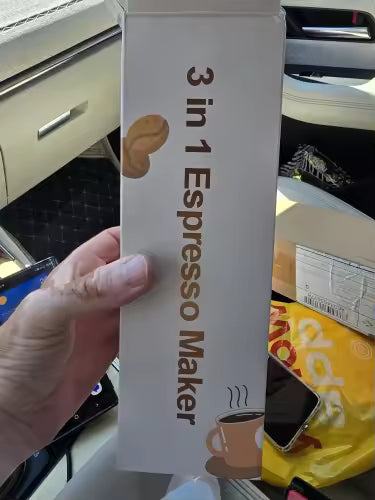 3 in 1 Espresso Maker